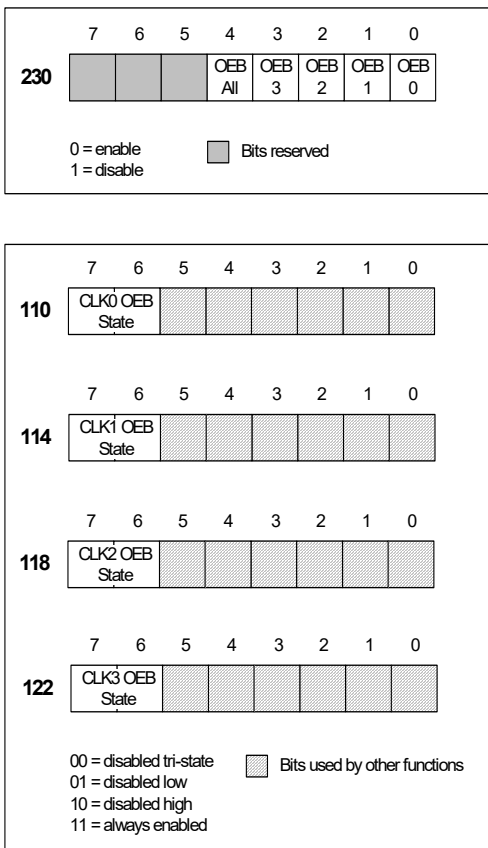 7 6 5 4 3 2 1 0
230
OEB All OEB 3 OEB 2 OEB 1 OEB 0
0 = enable
1 = disable
Bits reserved
7 6 5 4 3 2 1 0
110
CLK0 OEB
State
7 6 5 4 3 2 1 0
114
CLK1 OEB
State
7 6 5 4 3 2 1 0
118
CLK2 OEB
State
7 6 5 4 3 2 1 0
122
CLK3 OEB
State
00 = disabled tri-state
01 = disabled low
10 = disabled high
11 = always enabled
Bits used by other functions